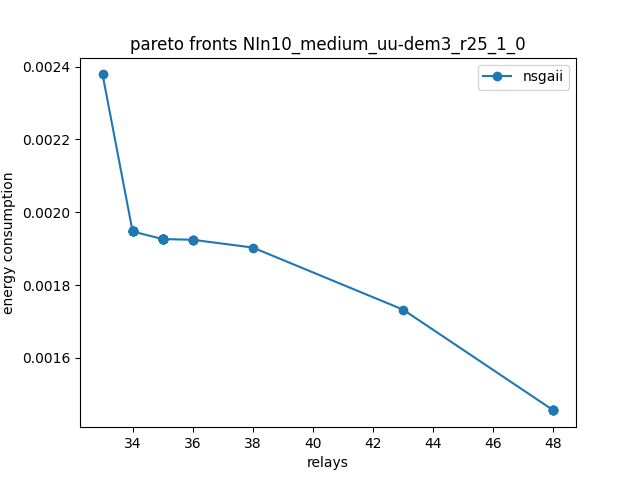 pareto fronts NIn10_medium_uu-dem3_r25_1_0
nsgaii
energy consumption
0.0024
0.0022
0.0020
0.0018
0.0016
34 36 38 40 42 44 46 48
relays